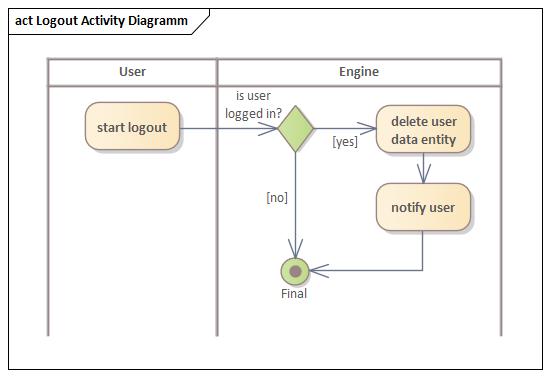 act Logout Activity Diagramm
User
Engine
is user
logged in?
start logout
delete user
data entity
[yes]
[no]
notify user
Final